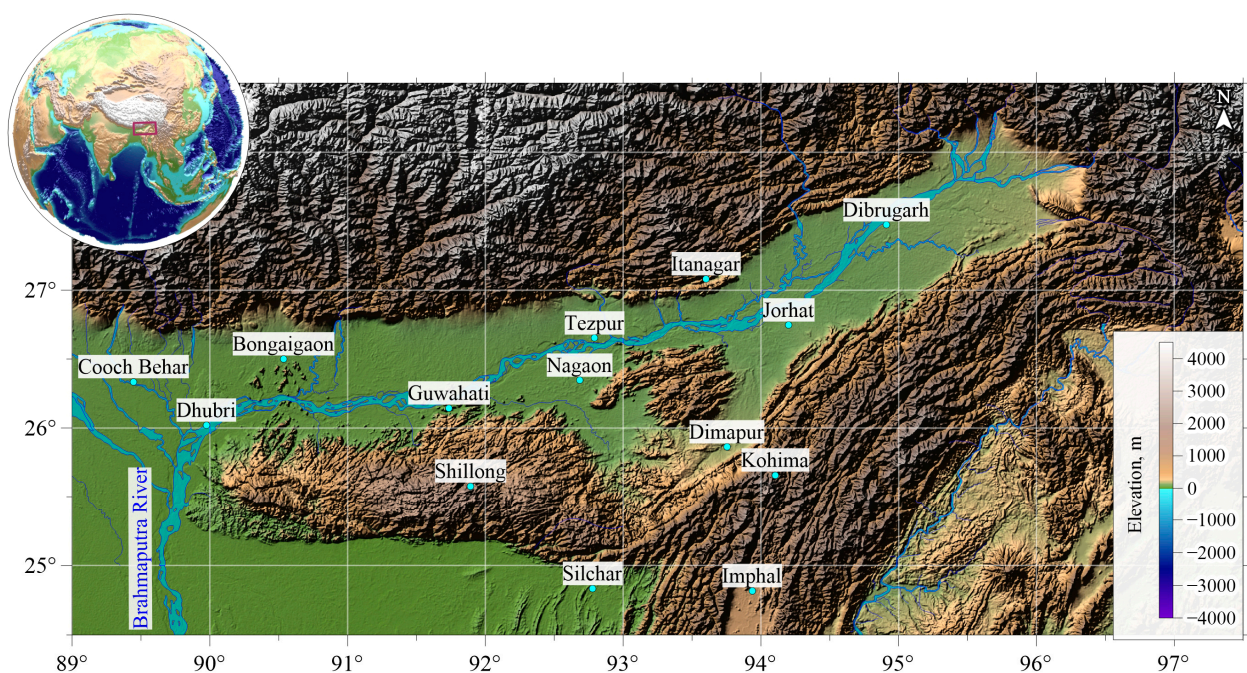 N
Dibrugarh
Itanagar
27°
Jorhat
Tezpur
Bongaigaon
Nagaon
Cooch Behar
Guwahati
Dhubri
26°
Dimapur
Kohima
Shillong
Brahmaputra River
25°
Silchar
Imphal
Elevation, m
4000
3000
2000
1000
0
−1000
−2000
−3000
−4000
89° 90° 91° 92° 93° 94° 95° 96° 97°